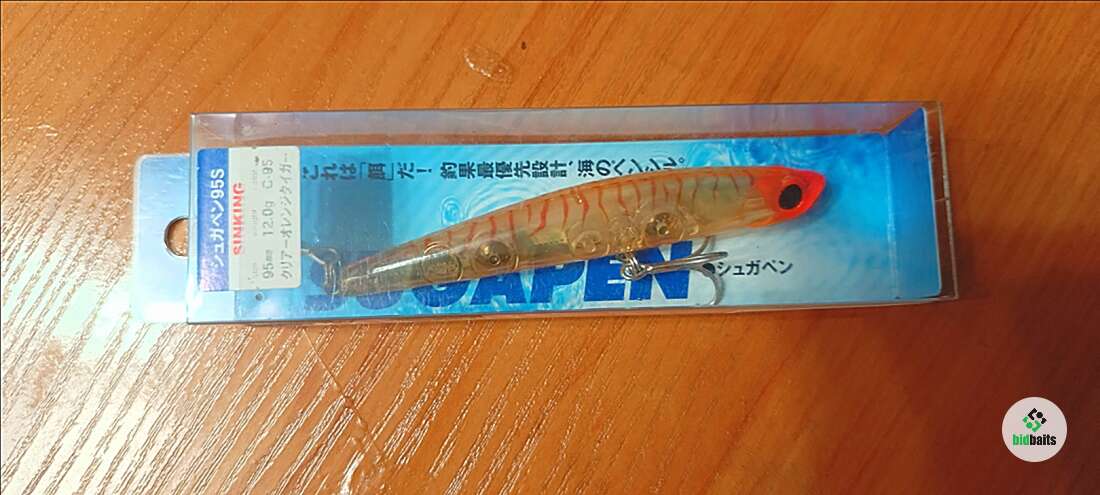 シュガペン95S
SINKING
95mm 12.0g C-95
クリアーオレンジタイガー
これは「餌」だ！ 釣果最優先設計、海のペンシル。
SUGAPEN
●シュガペン
bidbaits